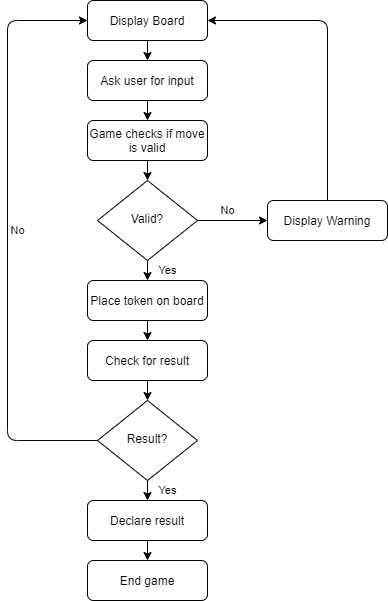 Display Board
Ask user for input
Game checks if move
is valid
Valid?
No
Display Warning
No
Yes
Place token on board
Check for result
Result?
Yes
Declare result
End game